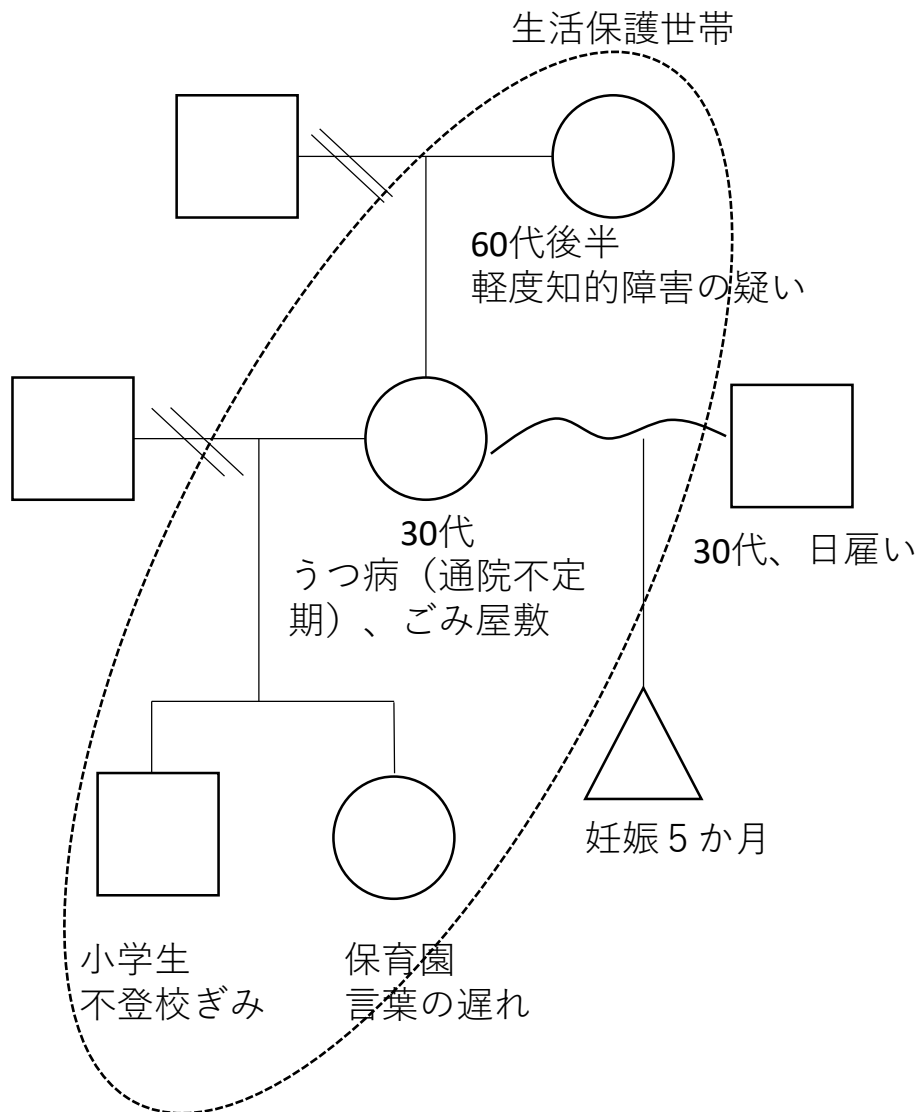 生活保護世帯
60代後半
軽度知的障害の疑い
30代
うつ病（通院不定
期）、ごみ屋敷
30代、日雇い
妊娠５か月
小学生
不登校ぎみ
保育園
言葉の遅れ